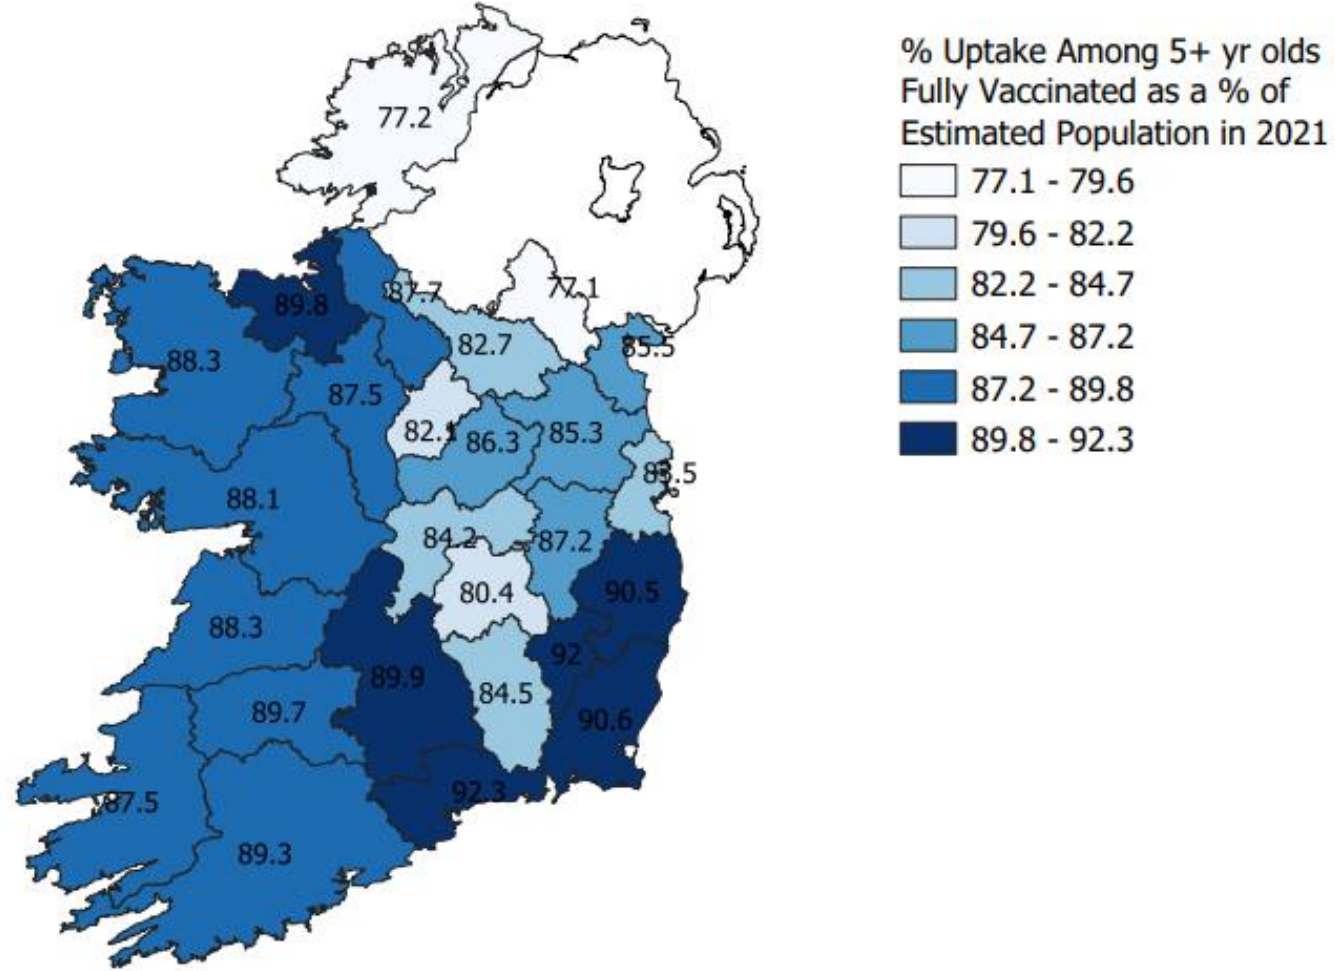 % Uptake Among 5+ yr olds
Fully Vaccinated as a % of
Estimated Population in 2021
77.1 - 79.6
79.6 - 82.2
82.2 - 84.7
84.7 - 87.2
87.2 - 89.8
89.8 - 92.3
77.2
77.1
87.7
89.8
82.7
85.5
88.3
87.5
82.1
86.3
85.3
83.5
88.1
84.2
87.2
80.4
90.5
88.3
92
89.9
84.5
89.7
90.6
92.3
87.5
89.3